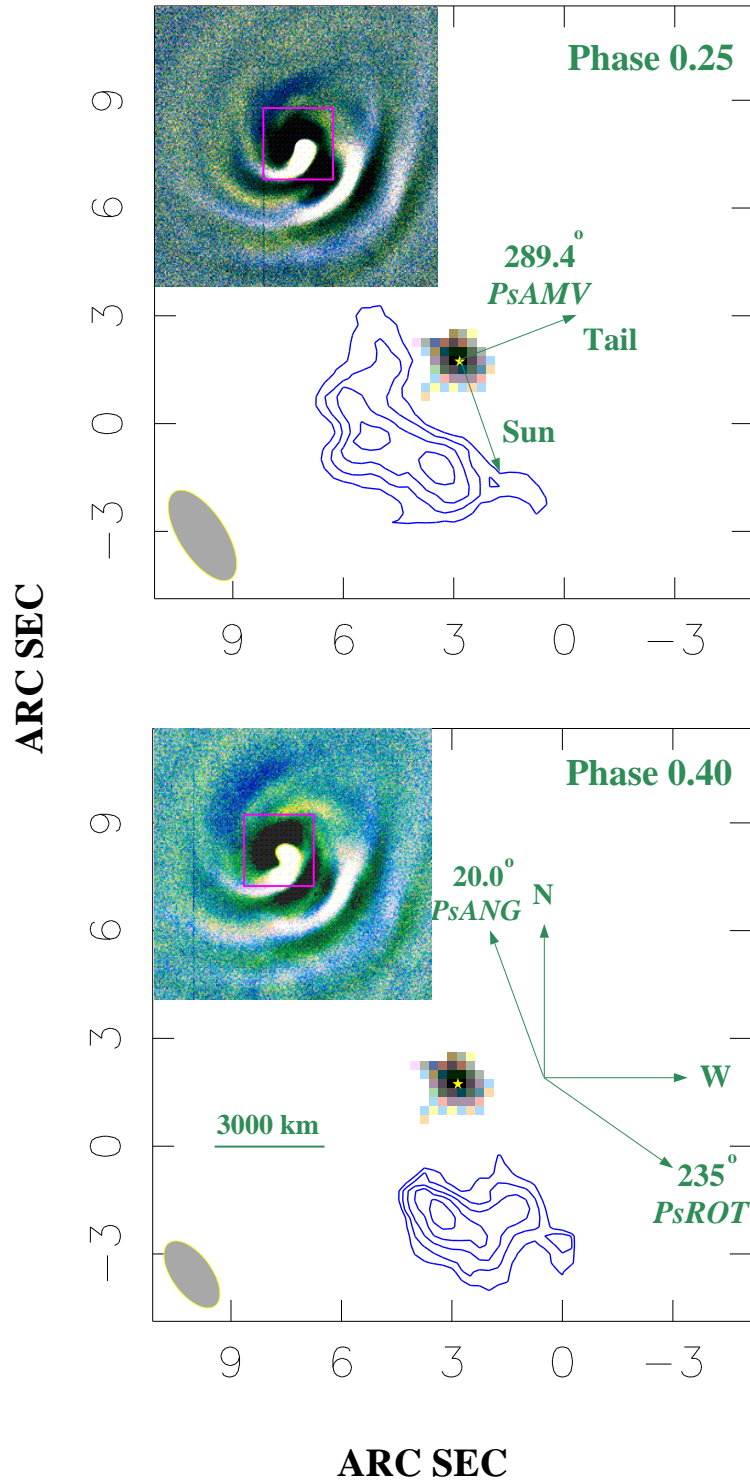 Phase 0.25
9
6
3
0
−3
289.4°
PsAMV
Tail
Sun
9 6 3 0 −3
ARC SEC
Phase 0.40
9
6
3
0
−3
20.0°
PsANG
N
W
3000 km
235°
PsROT
9 6 3 0 −3
ARC SEC